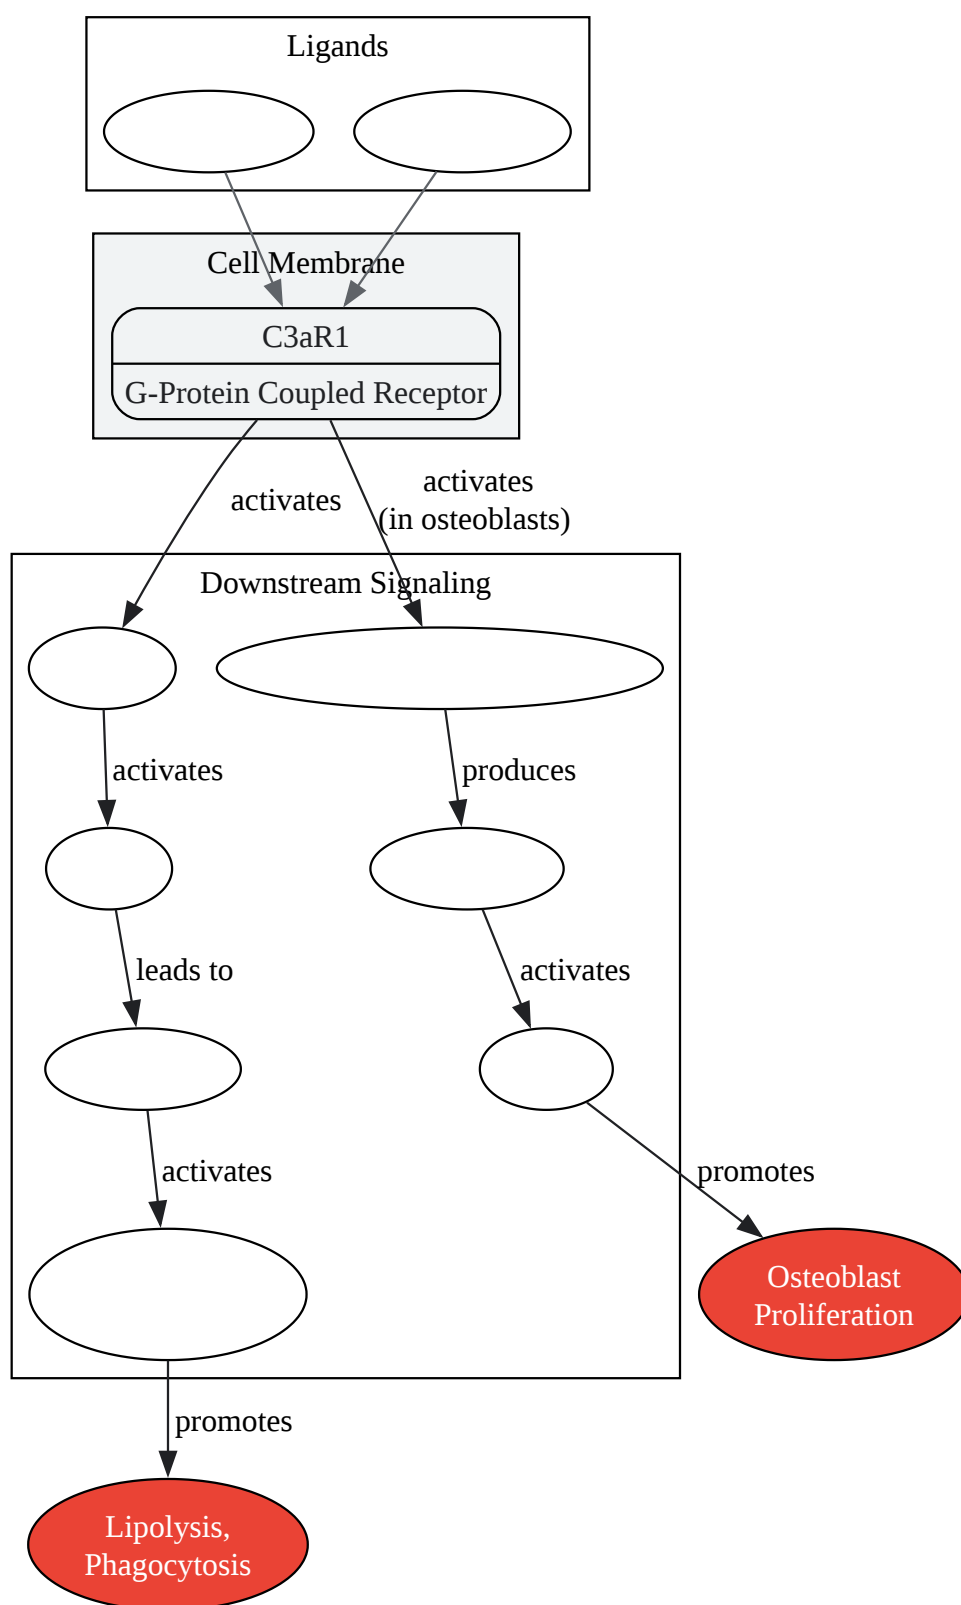 Ligands
Cell Membrane
C3aR1
G-Protein Coupled Receptor
activates
activates
(in osteoblasts)
Downstream Signaling
activates
produces
leads to
activates
activates
promotes
Osteoblast
Proliferation
promotes
Lipolysis,
Phagocytosis